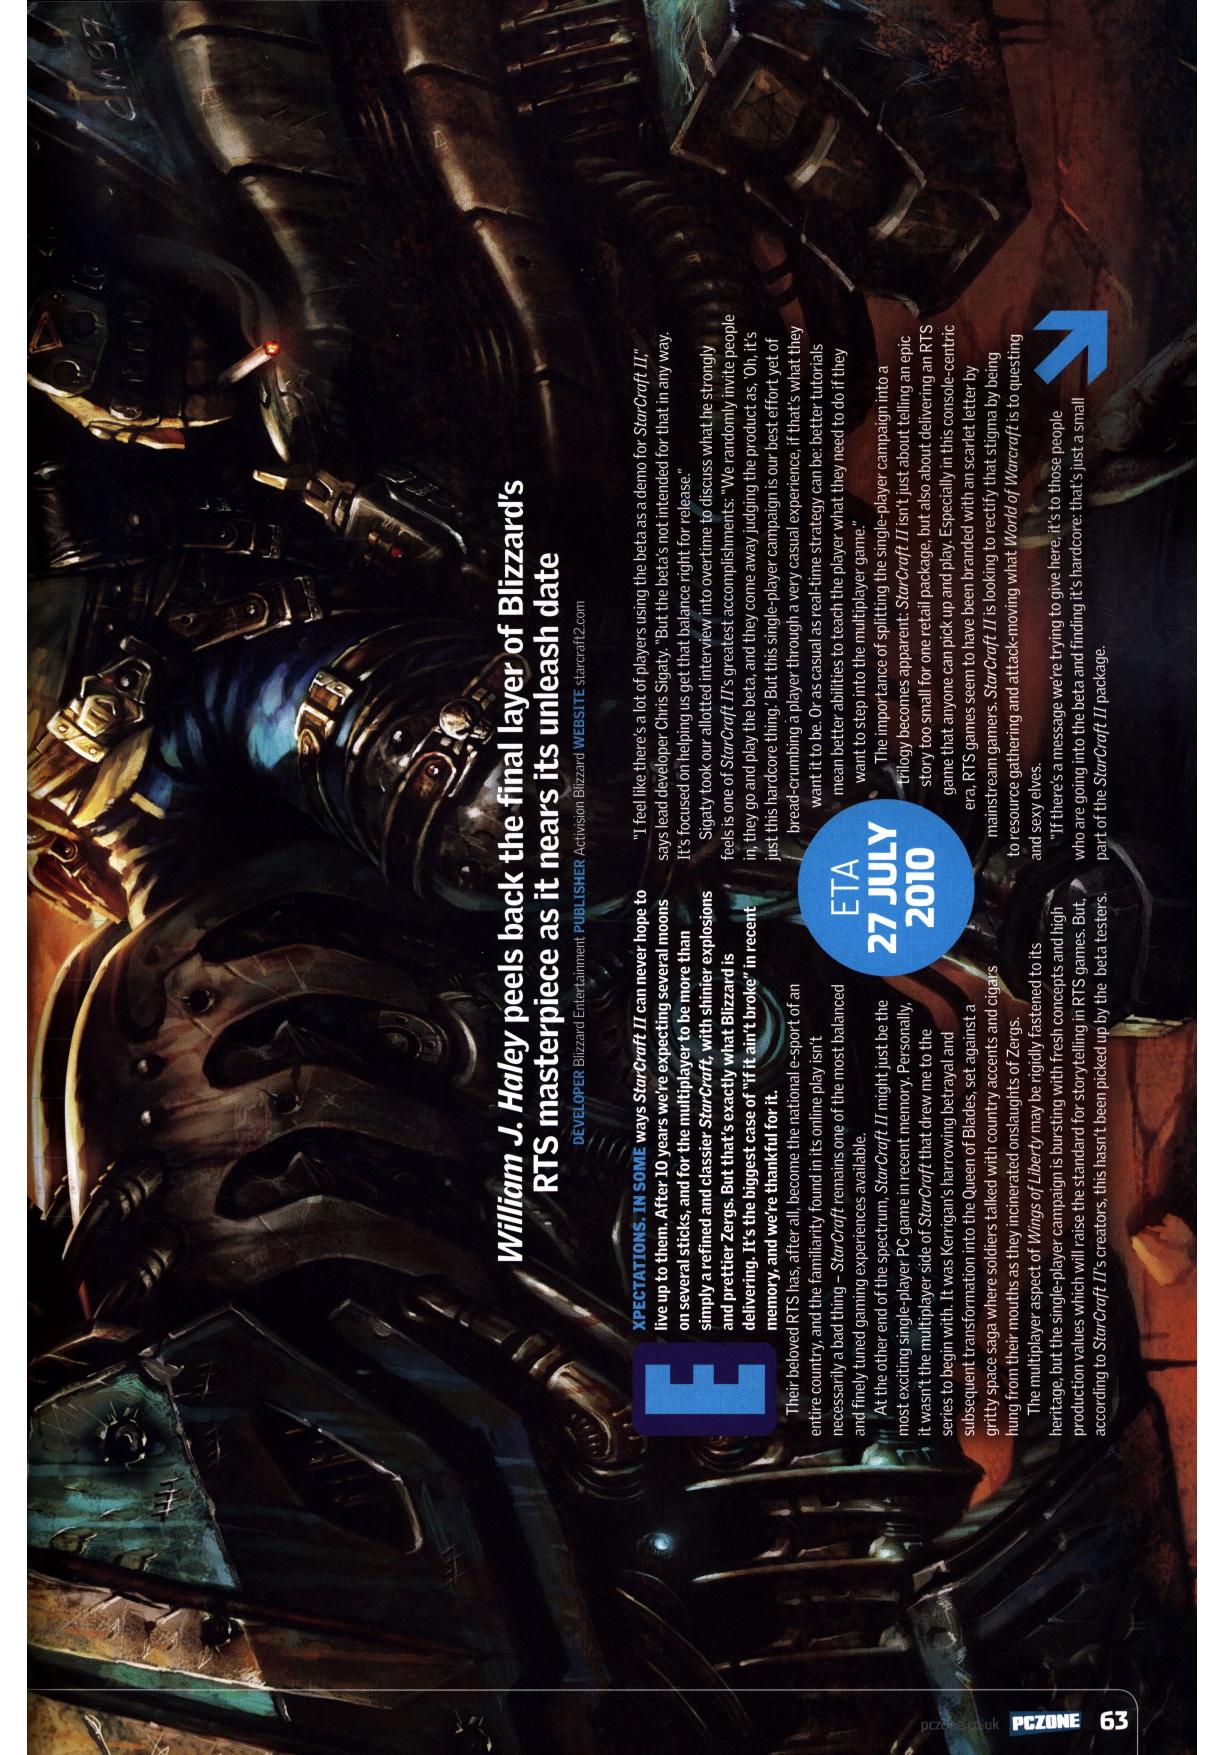 William J. Haley peels back the final layer of Blizzard's
RTS masterpiece as it nears its unleash date
DEVELOPER Blizzard Entertainment PUBLISHER Activision Blizzard WEBSITE starcraft2.com
EXPECTATIONS. IN SOME ways StarCraft II can never hope to
live up to them. After 10 years we're expecting several moons
on several sticks, and for the multiplayer to be more than
simply a refined and classier StarCraft, with shinier explosions
and prettier Zergs. But that's exactly what Blizzard is
delivering. It's the biggest case of "if it ain't broke" in recent
memory, and we're thankful for it.
Their beloved RTS has, after all, become the national e-sport of an
entire country, and the familiarity found in its online play isn't
necessarily a bad thing – StarCraft remains one of the most balanced
and finely tuned gaming experiences available.
At the other end of the spectrum, StarCraft II might just be the
most exciting single-player PC game in recent memory. Personally,
it wasn't the multiplayer side of StarCraft that drew me to the
series to begin with. It was Kerrigan's harrowing betrayal and
subsequent transformation into the Queen of Blades, set against a
gritty space saga where soldiers talked with country accents and cigars
hung from their mouths as they incinerated onslaughts of Zergs.
The multiplayer aspect of Wings of Liberty may be rigidly fastened to its
heritage, but the single-player campaign is bursting with fresh concepts and high
production values which will raise the standard for storytelling in RTS games. But,
according to StarCraft II's creators, this hasn't been picked up by the beta testers.
"I feel like there's a lot of players using the beta as a demo for StarCraft II,"
says lead developer Chris Sigaty. "But the beta's not intended for that in any way.
It's focused on helping us get that balance right for release."
Sigaty took our allotted interview into overtime to discuss what he strongly
feels is one of StarCraft II's greatest accomplishments: "We randomly invite people
in, they go and play the beta, and they come away judging the product as, 'Oh, it's
just this hardcore thing.' But this single-player campaign is our best effort yet of
bread-crumbing a player through a very casual experience, if that's what they
want it to be. Or as casual as real-time strategy can be: better tutorials
mean better abilities to teach the player what they need to do if they
want to step into the multiplayer game."
The importance of splitting the single-player campaign into a
trilogy becomes apparent: StarCraft II isn't just about telling an epic
story too small for one retail package, but also about delivering an RTS
game that anyone can pick up and play. Especially in this console-centric
era, RTS games seem to have been branded with a scarlet letter by
mainstream gamers. StarCraft II is looking to rectify that stigma by being
to resource gathering and attack-moving what World of Warcraft is to questing
and sexy elves.
"If there's a message we're trying to give here, it's to those people
who are going into the beta and finding it's hardcore: that's just a small
part of the StarCraft II package.
ETA
27 JULY
2010
pczone.co.uk PCZONE 63